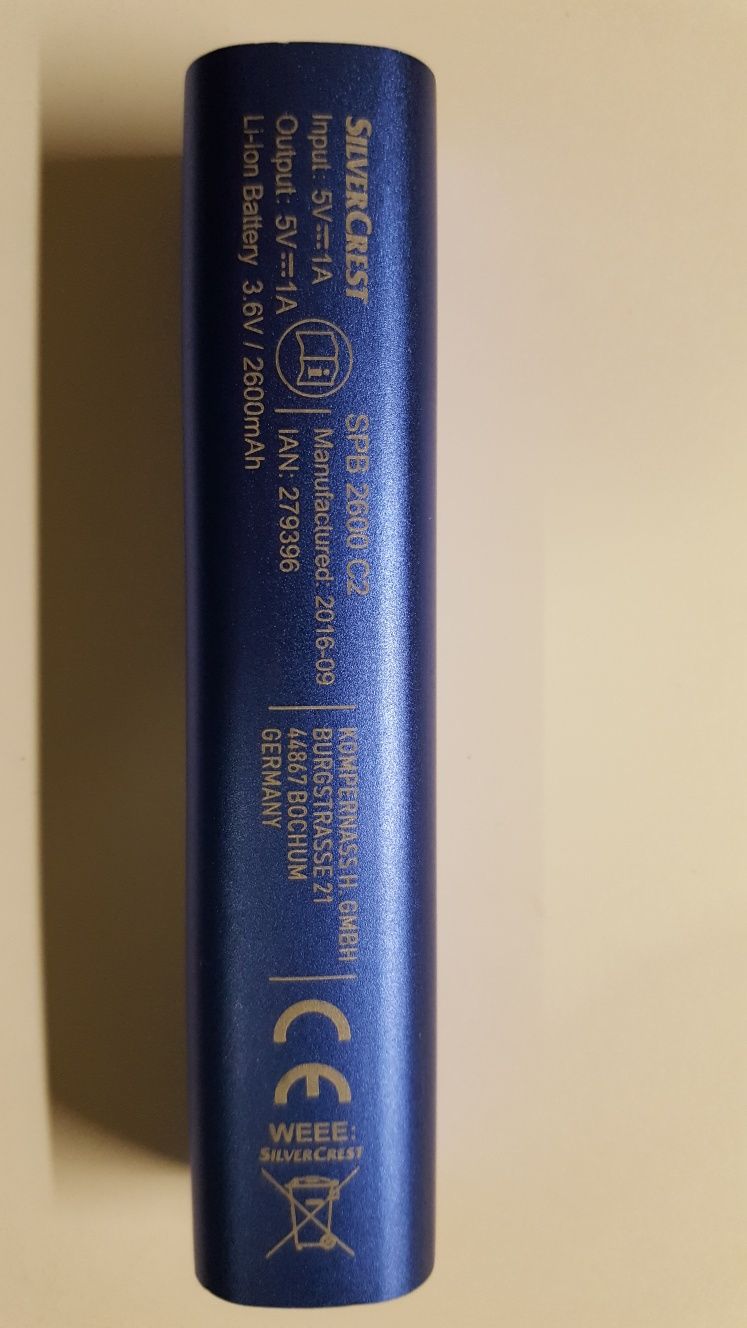 SILVERCREST
Input: 5V⎓1A
Output: 5V⎓1A
Li-Ion Battery 3.6V / 2600mAh
SPB 2600 C2
| Manufactured: 2016-09
| IAN: 279396
KOMPERNASS H. GMBH
BURGSTRASSE 21
44867 BOCHUM
GERMANY
CE
WEEE:
SILVERCREST